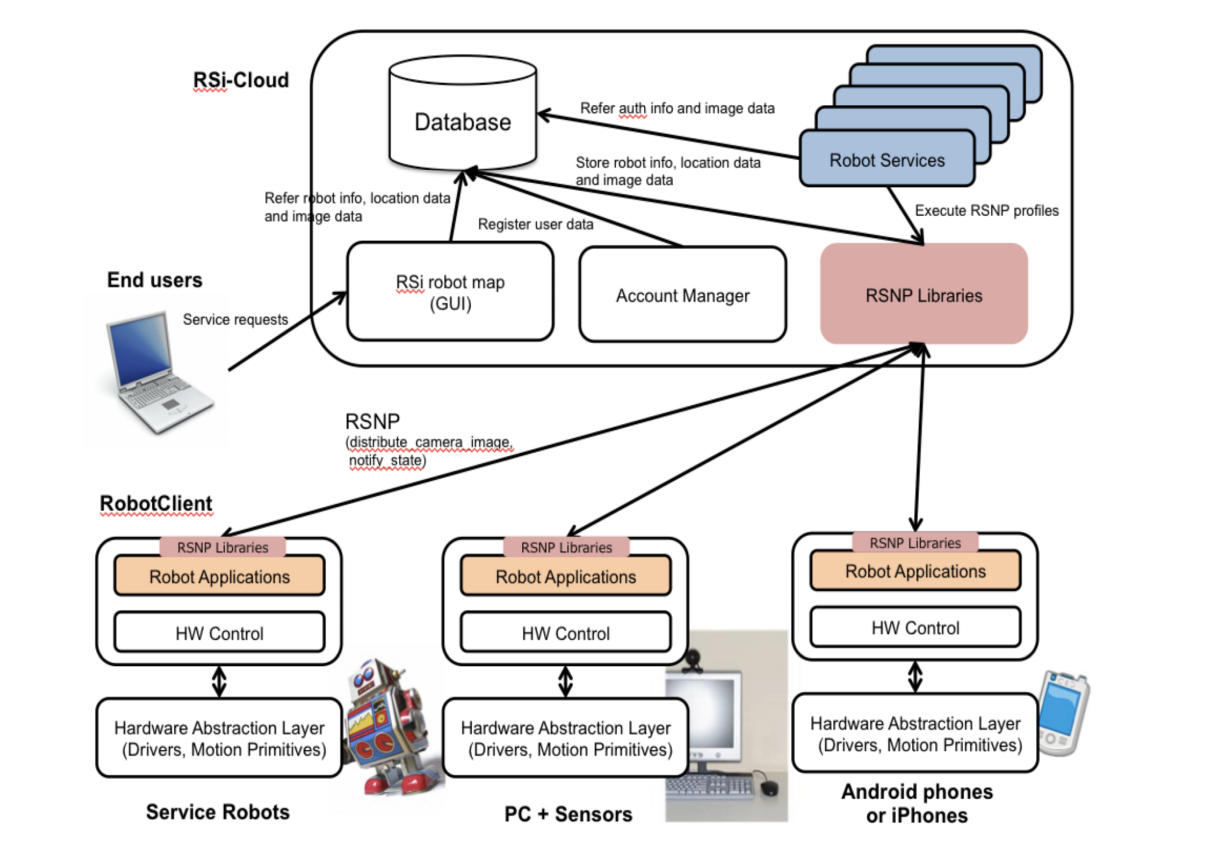 RSi-Cloud
Database
Refer auth info and image data
Robot Services
Store robot info, location data
and image data
Refer robot info, location data
and image data
Register user data
Execute RSNP profiles
End users
Service requests
RSi robot map
(GUI)
Account Manager
RSNP Libraries
RSNP
(distribute_camera_image,
notify_state)
RobotClient
RSNP Libraries
Robot Applications
HW Control
Hardware Abstraction Layer
(Drivers, Motion Primitives)
Service Robots
RSNP Libraries
Robot Applications
HW Control
Hardware Abstraction Layer
(Drivers, Motion Primitives)
PC + Sensors
RSNP Libraries
Robot Applications
HW Control
Hardware Abstraction Layer
(Drivers, Motion Primitives)
Android phones
or iPhones